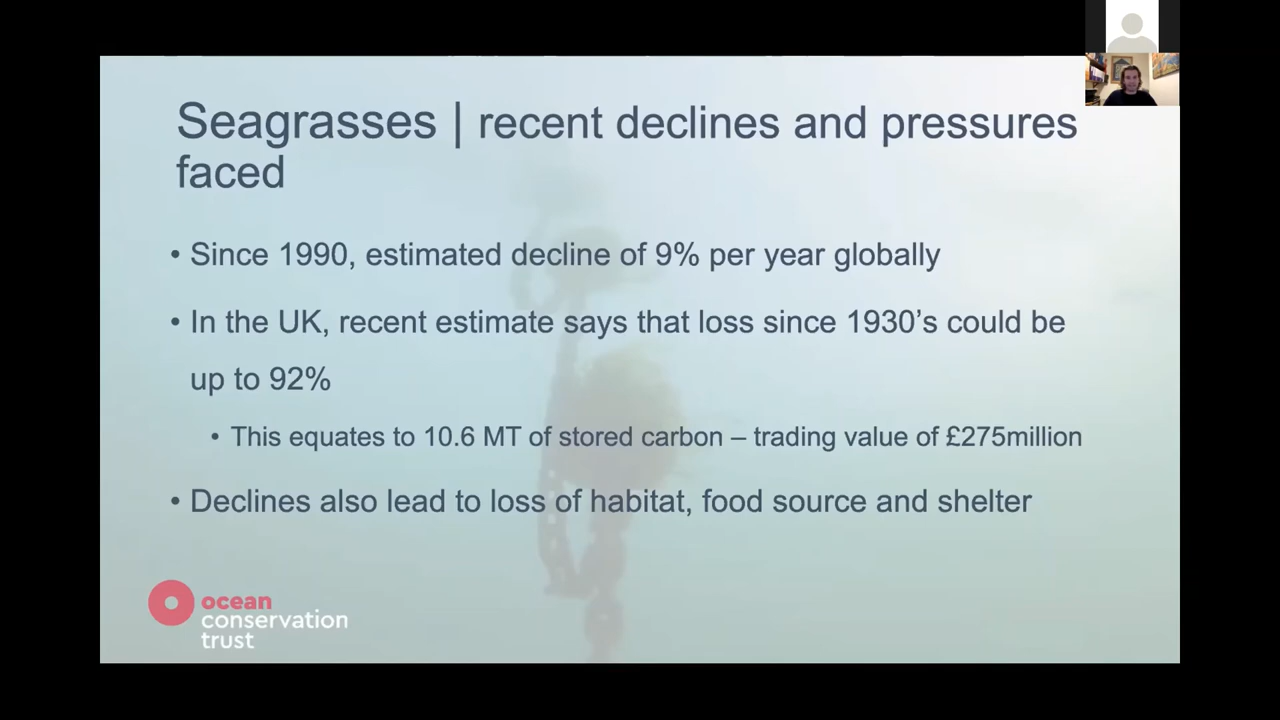 Seagrasses | recent declines and pressures
faced
• Since 1990, estimated decline of 9% per year globally
• In the UK, recent estimate says that loss since 1930’s could be
up to 92%
• This equates to 10.6 MT of stored carbon – trading value of £275million
• Declines also lead to loss of habitat, food source and shelter
ocean
conservation
trust